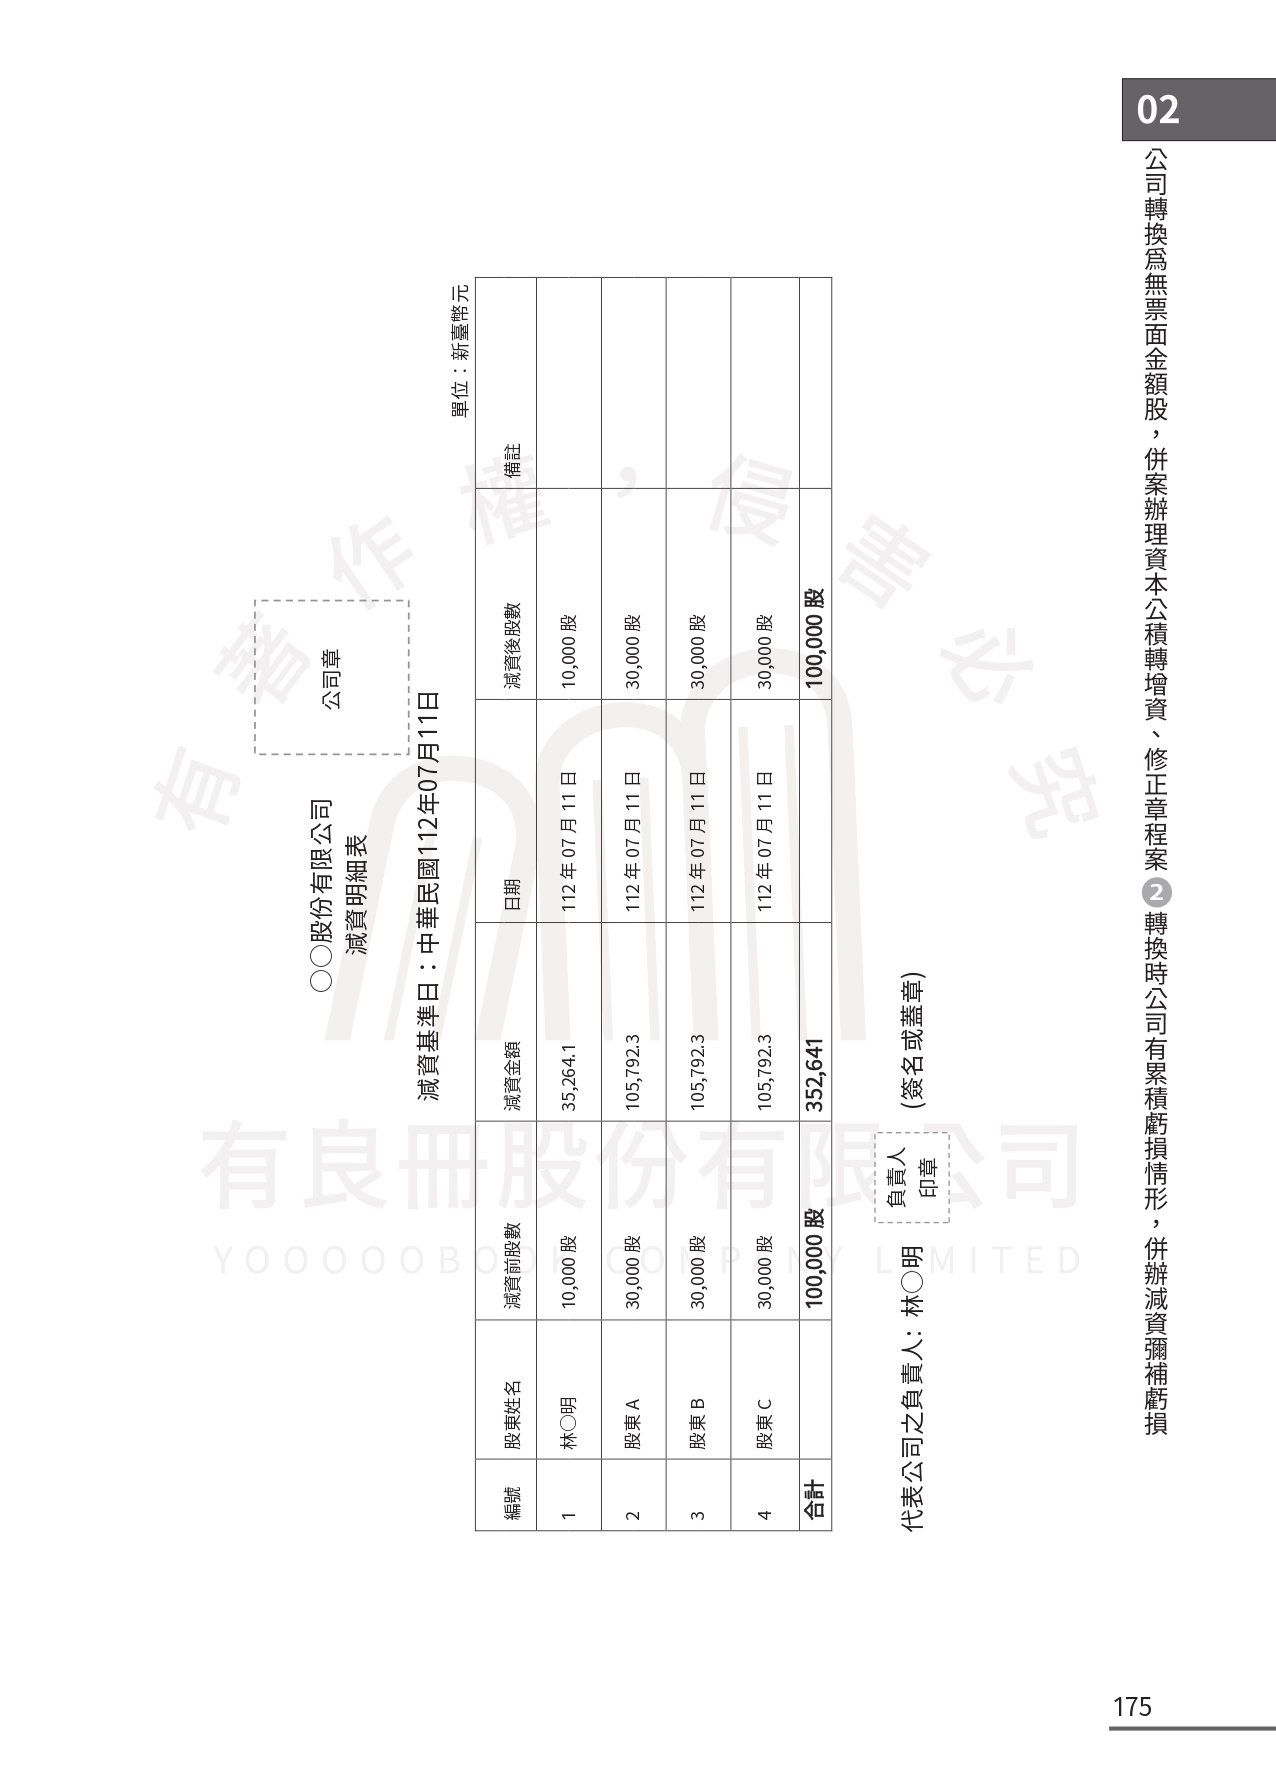 02
公司轉換為無票面金額股，併案辦理資本公積轉增資、修正章程案 2 轉換時公司有累積虧損情形，併辦減資彌補虧損
○○股份有限公司
減資明細表
公司章
減資基準日：中華民國112年07月11日
單位：新臺幣元
編號 股東姓名 減資前股數 減資金額 日期 減資後股數 備註
1 林○明 10,000 股 35,264.1 112 年 07 月 11 日 10,000 股
2 股東 A 30,000 股 105,792.3 112 年 07 月 11 日 30,000 股
3 股東 B 30,000 股 105,792.3 112 年 07 月 11 日 30,000 股
4 股東 C 30,000 股 105,792.3 112 年 07 月 11 日 30,000 股
合計 100,000 股 352,641 100,000 股
代表公司之負責人：林○明 (簽名或蓋章)
負責人
印章
有著作權，侵害必究
有良冊股份有限公司
YOOOOOBOOK COMPANY LIMITED
175